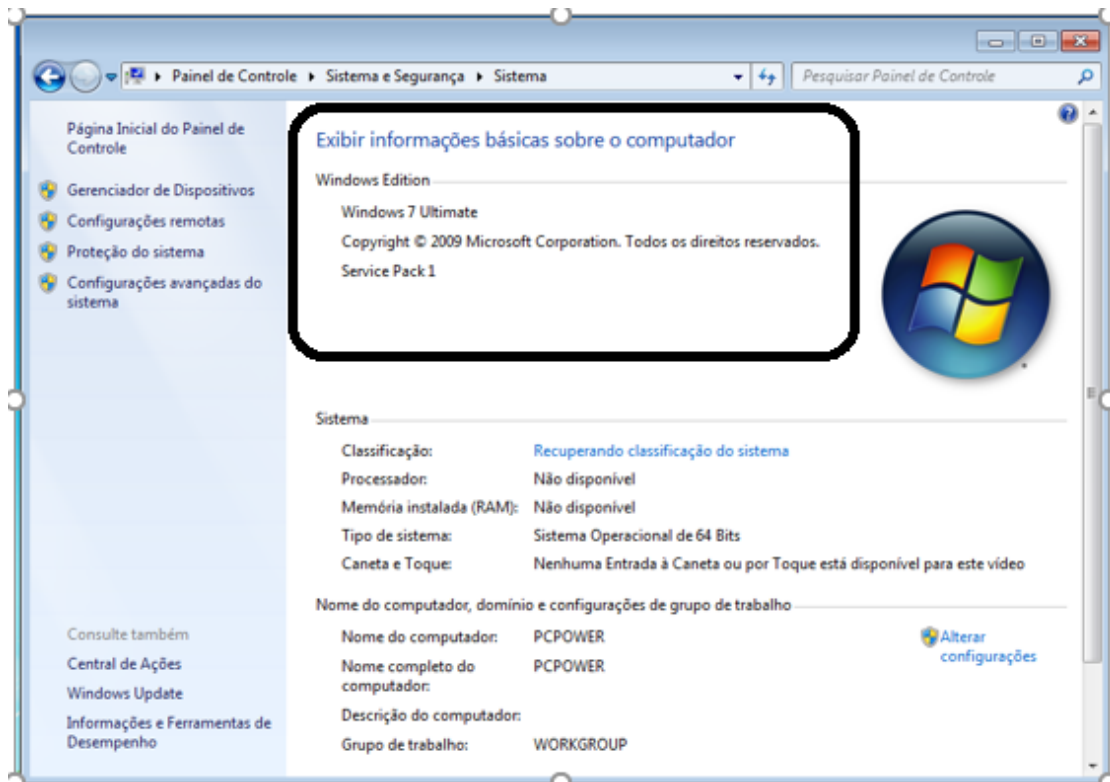 Painel de Controle ▸ Sistema e Segurança ▸ Sistema
Pesquisar Painel de Controle
Página Inicial do Painel de
Controle
Gerenciador de Dispositivos
Configurações remotas
Proteção do sistema
Configurações avançadas do
sistema
Consulte também
Central de Ações
Windows Update
Informações e Ferramentas de
Desempenho
Exibir informações básicas sobre o computador
Windows Edition
Windows 7 Ultimate
Copyright © 2009 Microsoft Corporation. Todos os direitos reservados.
Service Pack 1
Sistema
Classificação: Recuperando classificação do sistema
Processador: Não disponível
Memória instalada (RAM): Não disponível
Tipo de sistema: Sistema Operacional de 64 Bits
Caneta e Toque: Nenhuma Entrada à Caneta ou por Toque está disponível para este vídeo
Nome do computador, domínio e configurações de grupo de trabalho
Nome do computador: PCPOWER
Alterar
configurações
Nome completo do PCPOWER
computador:
Descrição do computador:
Grupo de trabalho: WORKGROUP